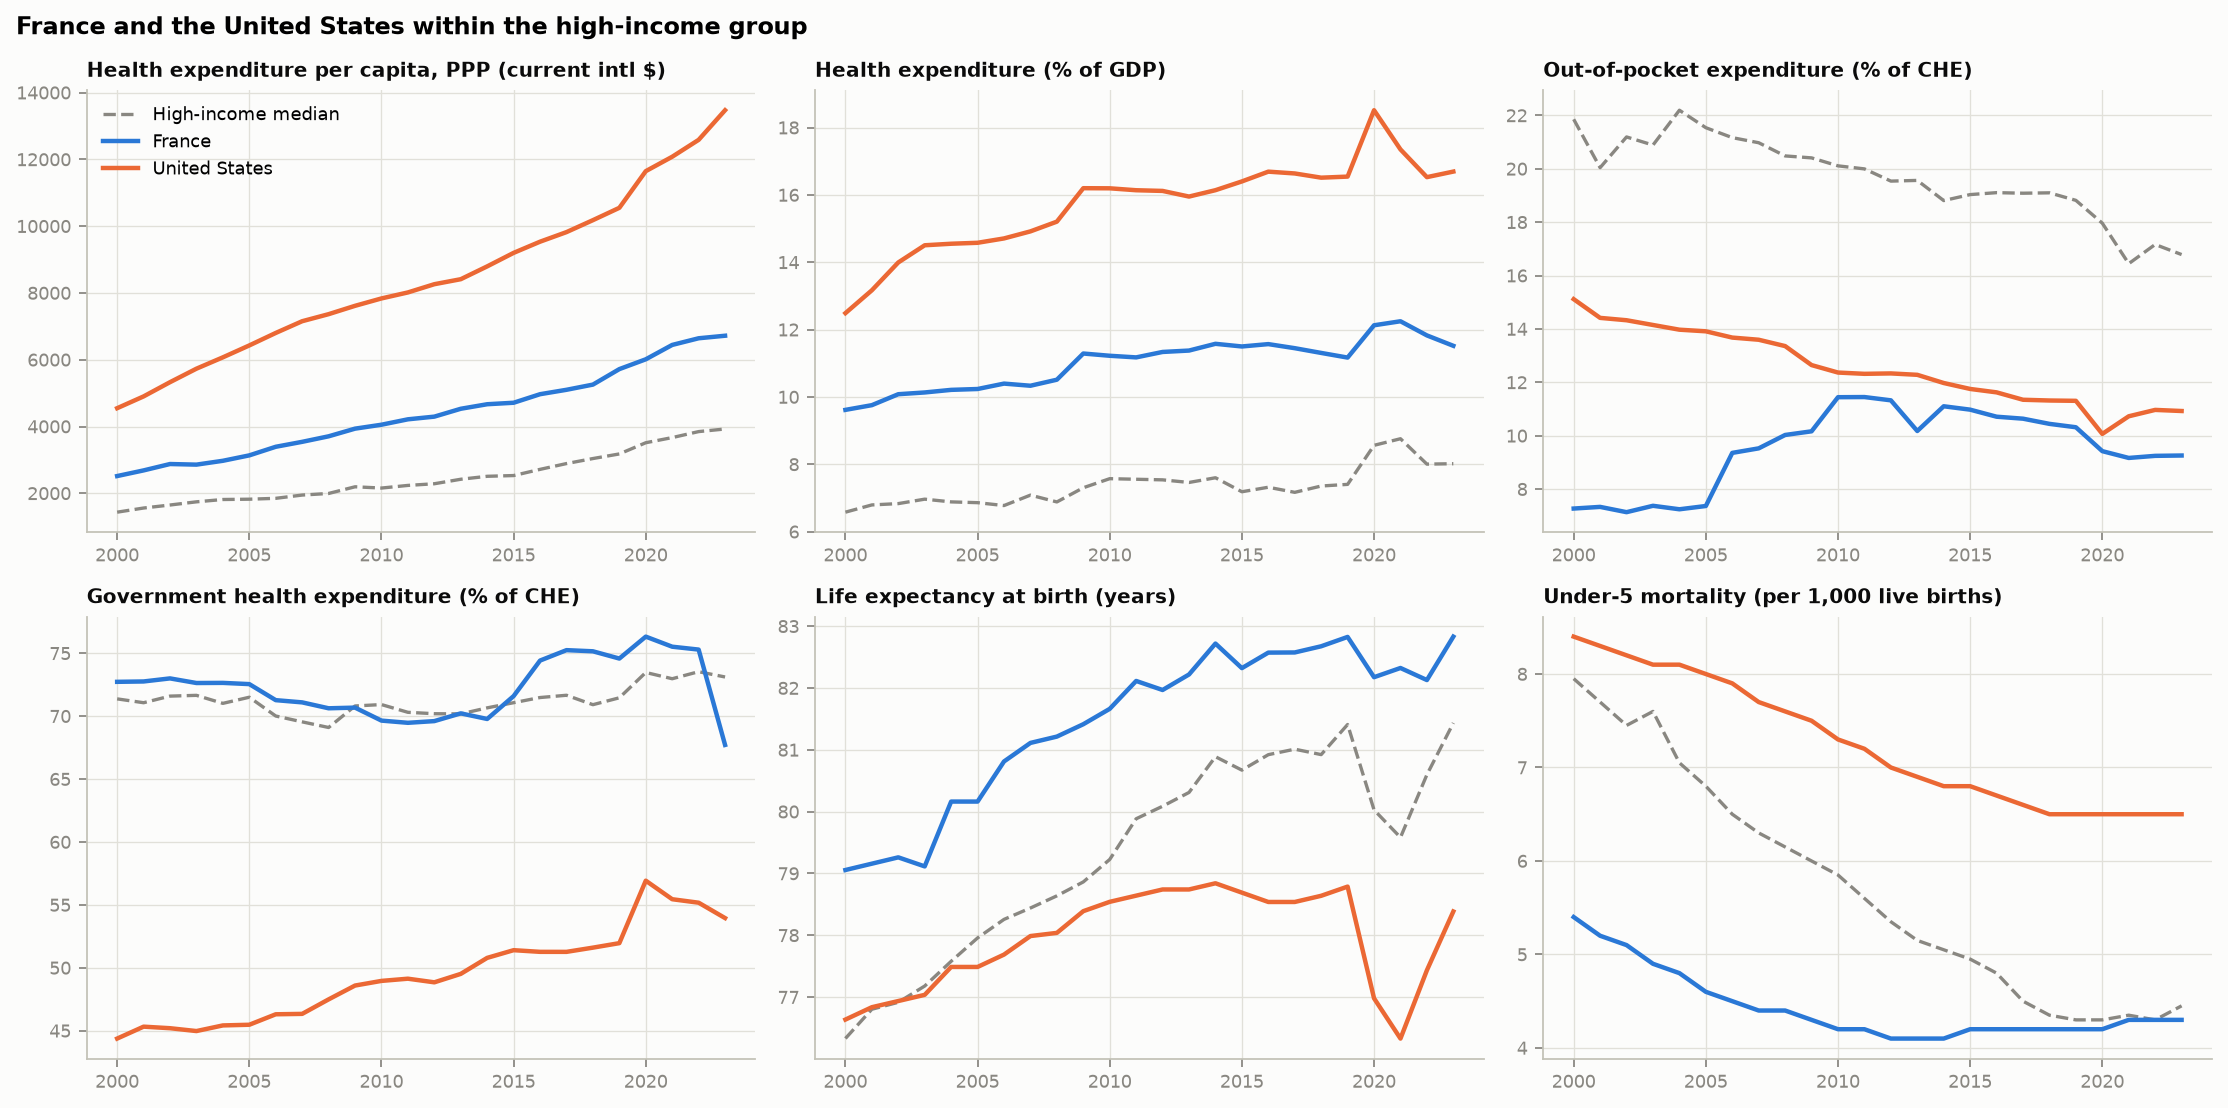 France and the United States within the high-income group
Health expenditure per capita, PPP (current intl $)
14000
12000
10000
8000
6000
4000
2000
High-income median
France
United States
2000 2005 2010 2015 2020
Health expenditure (% of GDP)
18
16
14
12
10
8
6
2000 2005 2010 2015 2020
Out-of-pocket expenditure (% of CHE)
22
20
18
16
14
12
10
8
2000 2005 2010 2015 2020
Government health expenditure (% of CHE)
75
70
65
60
55
50
45
2000 2005 2010 2015 2020
Life expectancy at birth (years)
83
82
81
80
79
78
77
2000 2005 2010 2015 2020
Under-5 mortality (per 1,000 live births)
8
7
6
5
4
2000 2005 2010 2015 2020